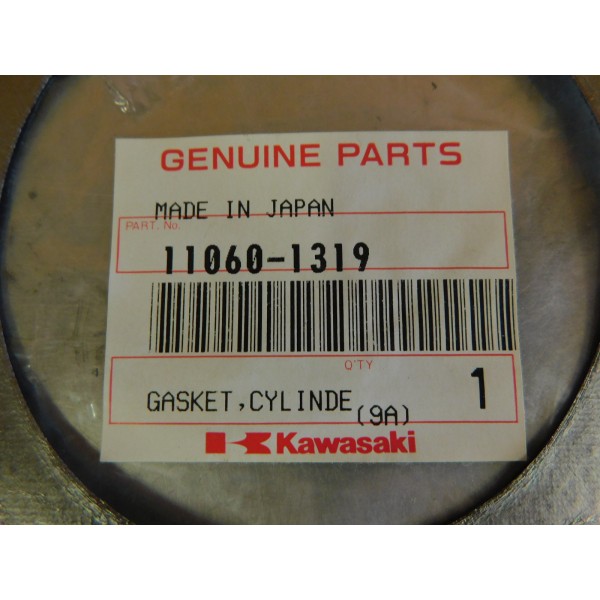 GENUINE PARTS
MADE IN JAPAN
PART. No.
11060-1319
Q'TY
GASKET,CYLINDE (9A) 1
Kawasaki